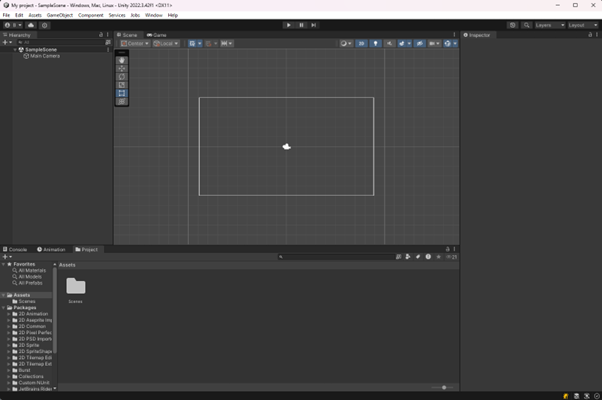 My project - SampleScene - Windows, Mac, Linux - Unity 2022.3.42f1 <DX11>
File Edit Assets GameObject Component Services Jobs Window Help
Layers Layout
Hierarchy
Scene Game
Inspector
All
Center Local
SampleScene
Main Camera
Console Animation Project
Favorites
All Materials
All Models
All Prefabs
Assets
Scenes
Packages
2D Animation
2D Aseprite Imp
2D Common
2D Pixel Perfec
2D PSD Import
2D Sprite
2D SpriteShape
2D Tilemap Edi
2D Tilemap Ext
Burst
Collections
Custom NUnit
JetBrains Rider
Assets
Scenes